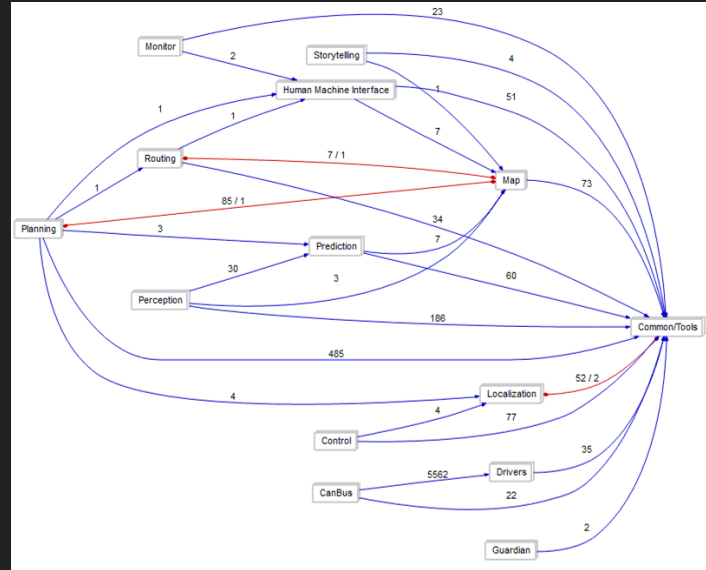 23
Monitor
4
2
Storytelling
1
Human Machine Interface
51
1
1
7
Routing
7 / 1
Map
73
1
85 / 1
34
Planning
3
Prediction
7
30
60
3
Perception
186
Common/Tools
485
52 / 2
4
Localization
4
77
Control
35
5562
Drivers
CanBus
22
2
Guardian